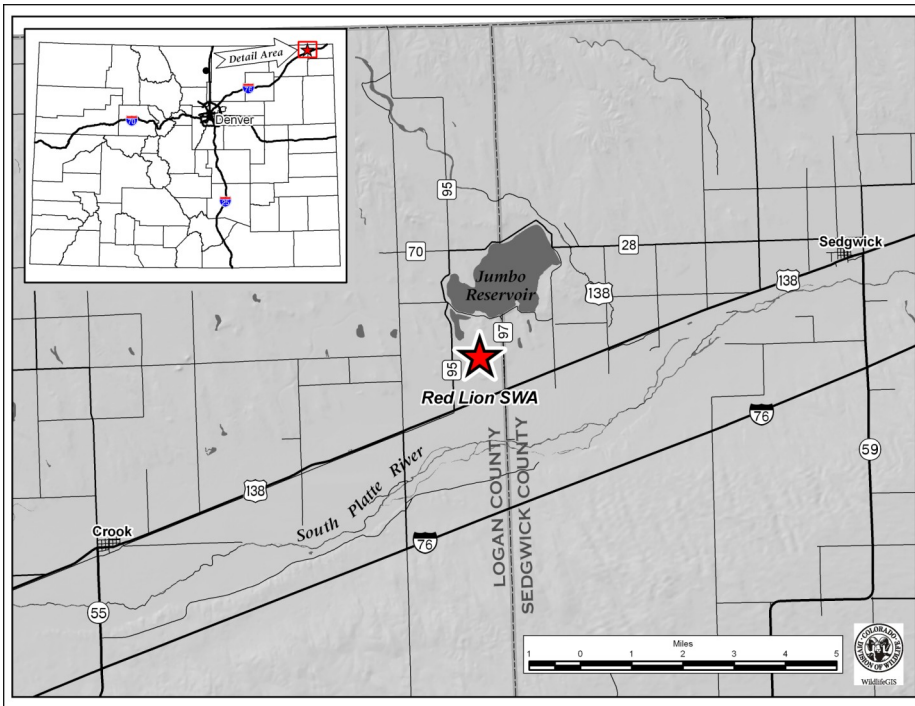 Detail Area
76
70
Denver
25
95
70
28
Sedgwick
Jumbo
Reservoir
138
138
97
95
Red Lion SWA
76
LOGAN COUNTY
SEDGWICK COUNTY
59
South Platte River
138
Crook
76
55
Miles
1 0 1 2 3 4 5
COLORADO
DIVISION OF WILDLIFE
WildlifeGIS